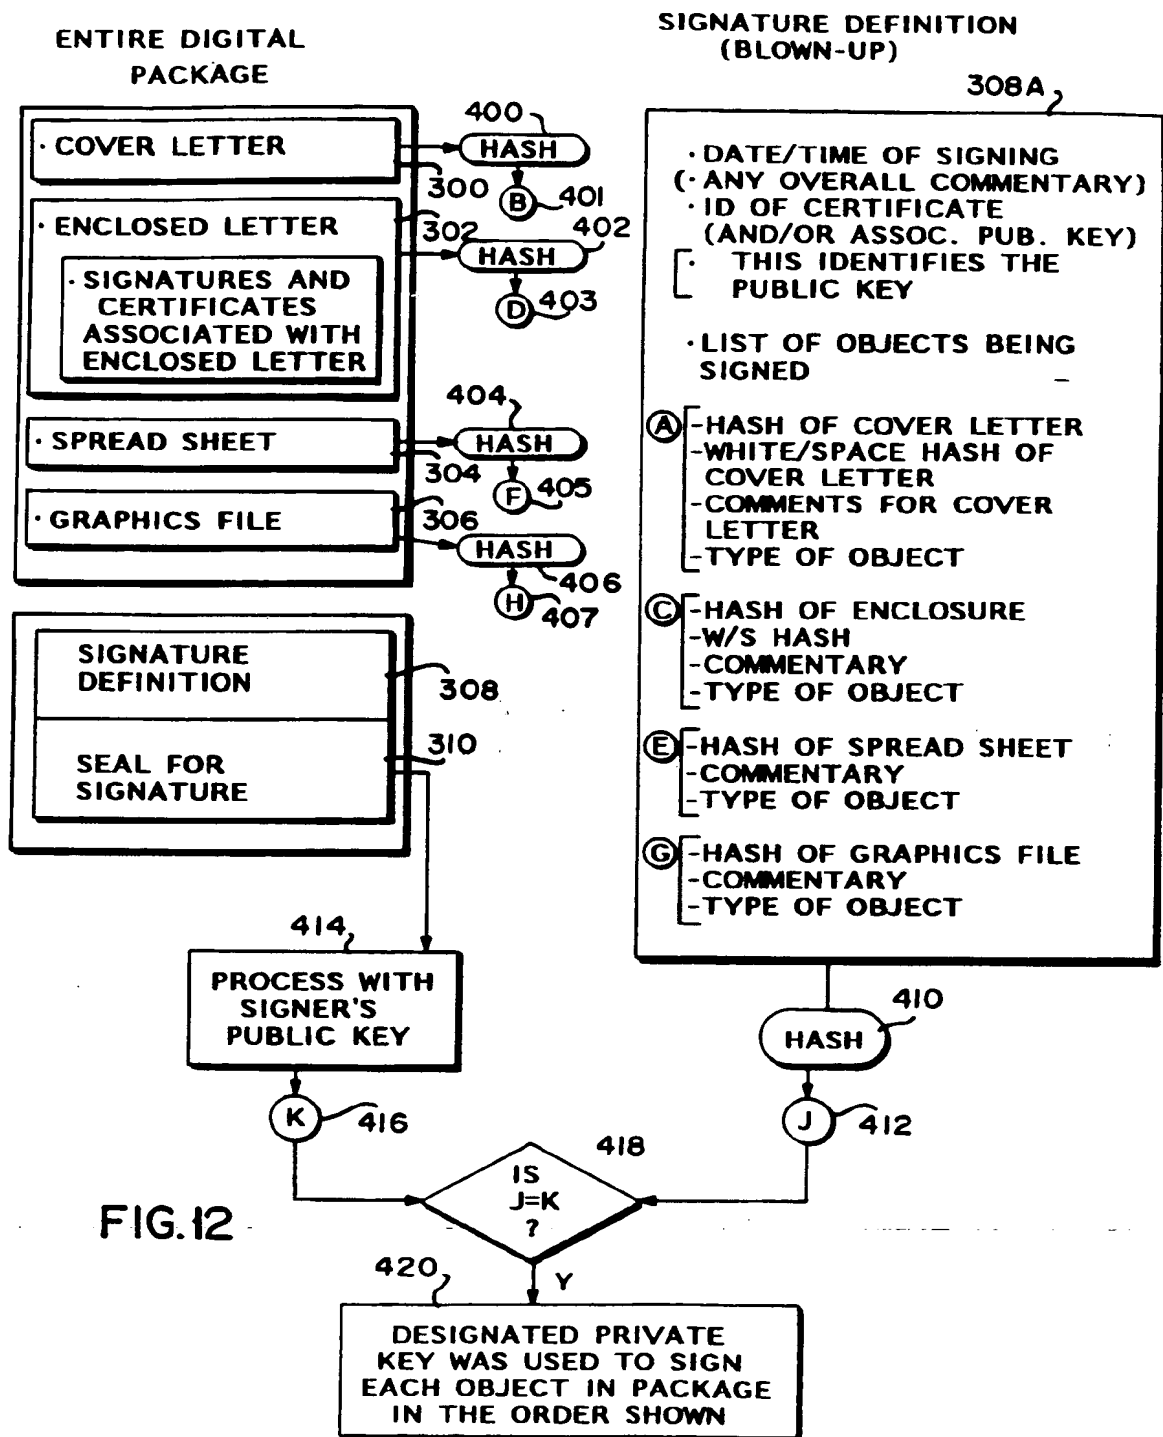 ENTIRE DIGITAL
PACKAGE
· COVER LETTER
300
400
HASH
B
401
· ENCLOSED LETTER
302
402
HASH
D
403
· SIGNATURES AND
CERTIFICATES
ASSOCIATED WITH
ENCLOSED LETTER
404
· SPREAD SHEET
304
HASH
F
405
· GRAPHICS FILE
306
HASH
406
H
407
SIGNATURE
DEFINITION
308
SEAL FOR
SIGNATURE
310
SIGNATURE DEFINITION
(BLOWN-UP)
308A
· DATE/TIME OF SIGNING
(· ANY OVERALL COMMENTARY)
· ID OF CERTIFICATE
(AND/OR ASSOC. PUB. KEY)
· THIS IDENTIFIES THE
PUBLIC KEY
· LIST OF OBJECTS BEING
SIGNED
A -HASH OF COVER LETTER
-WHITE/SPACE HASH OF
COVER LETTER
-COMMENTS FOR COVER
LETTER
-TYPE OF OBJECT
C -HASH OF ENCLOSURE
-W/S HASH
-COMMENTARY
-TYPE OF OBJECT
E -HASH OF SPREAD SHEET
-COMMENTARY
-TYPE OF OBJECT
G -HASH OF GRAPHICS FILE
-COMMENTARY
-TYPE OF OBJECT
414
PROCESS WITH
SIGNER'S
PUBLIC KEY
K
416
410
HASH
J
412
418
IS
J=K
?
Y
FIG.12
420
DESIGNATED PRIVATE
KEY WAS USED TO SIGN
EACH OBJECT IN PACKAGE
IN THE ORDER SHOWN